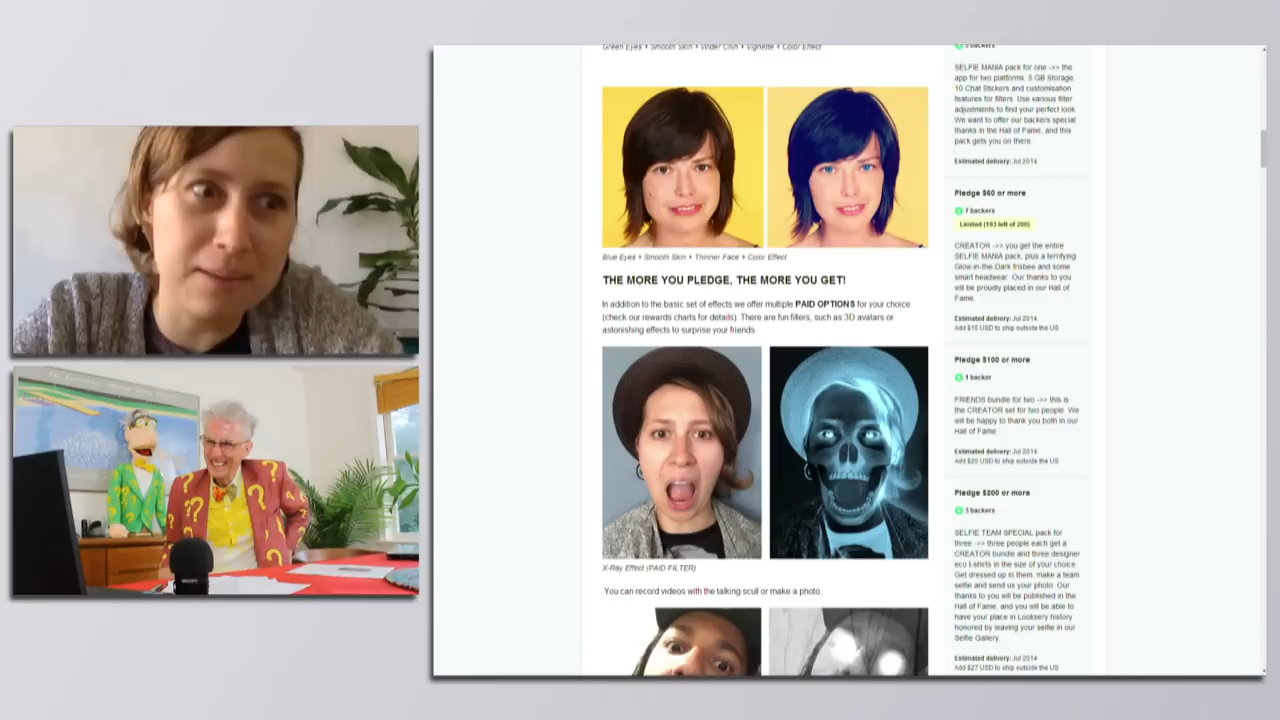 Green Eyes + Smooth Skin + Wider Chin + Vignette + Color Effect
Blue Eyes + Smooth Skin + Thinner Face + Color Effect
THE MORE YOU PLEDGE, THE MORE YOU GET!
In addition to the basic set of effects we offer multiple PAID OPTIONS for your choice
(check our rewards charts for details). There are fun filters, such as 3D avatars or
astonishing effects to surprise your friends
X-Ray Effect (PAID FILTER)
You can record videos with the talking scull or make a photo.
backers
SELFIE MANIA pack for one ->> the
app for two platforms. 5 GB Storage.
10 Chat Stickers and customisation
features for filters. Use various filter
adjustments to find your perfect look
We want to offer our backers special
thanks in the Hall of Fame, and this
pack gets you on there.
Estimated delivery: Jul 2014
Pledge $60 or more
7 backers
Limited (193 left of 200)
CREATOR ->> you get the entire
SELFIE MANIA pack, plus a terrifying
Glow-in-the-Dark frisbee and some
smart headwear. Our thanks to you
will be proudly placed in our Hall of
Fame.
Estimated delivery: Jul 2014
Add $15 USD to ship outside the US
Pledge $100 or more
1 backer
FRIENDS bundle for two ->> this is
the CREATOR set for two people. We
will be happy to thank you both in our
Hall of Fame.
Estimated delivery: Jul 2014
Add $20 USD to ship outside the US
Pledge $200 or more
3 backers
SELFIE TEAM SPECIAL pack for
three ->> three people each get a
CREATOR bundle and three designer
eco t-shirts in the size of your choice
Get dressed up in them, make a team
selfie and send us your photo. Our
thanks to you will be published in the
Hall of Fame, and you will be able to
have your place in Looksery history
honored by leaving your selfie in our
Selfie Gallery
Estimated delivery: Jul 2014
Add $27 USD to ship outside the US